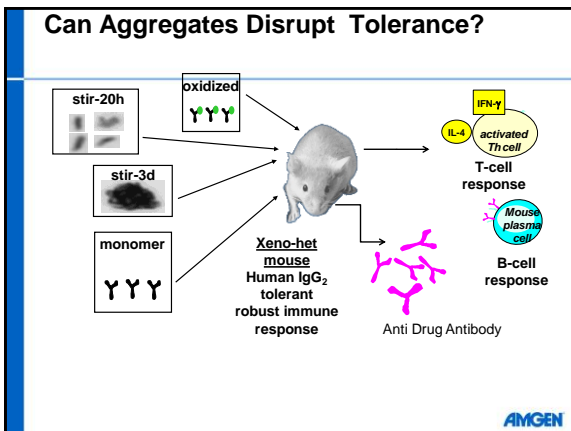 Can Aggregates Disrupt Tolerance?
oxidized
stir-20h
stir-3d
monomer
Xeno-het
mouse
Human IgG₂
tolerant
robust immune
response
IFN-γ
IL-4
activated
Th cell
T-cell
response
Mouse
plasma
cell
B-cell
response
Anti Drug Antibody
AMGEN